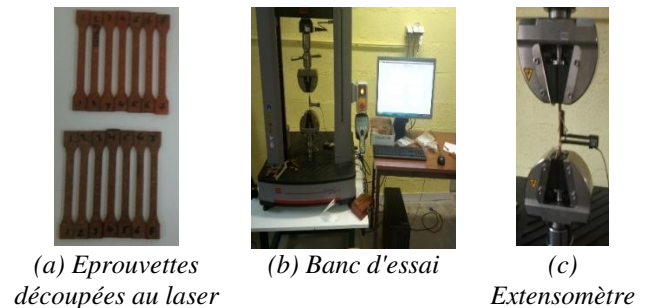 (a) Eprouvettes
découpées au laser
(b) Banc d'essai
(c)
Extensomètre